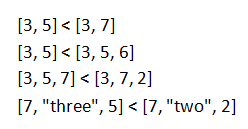 [3, 5] < [3, 7]
[3, 5] < [3, 5, 6]
[3, 5, 7] < [3, 7, 2]
[7, "three", 5] < [7, "two", 2]